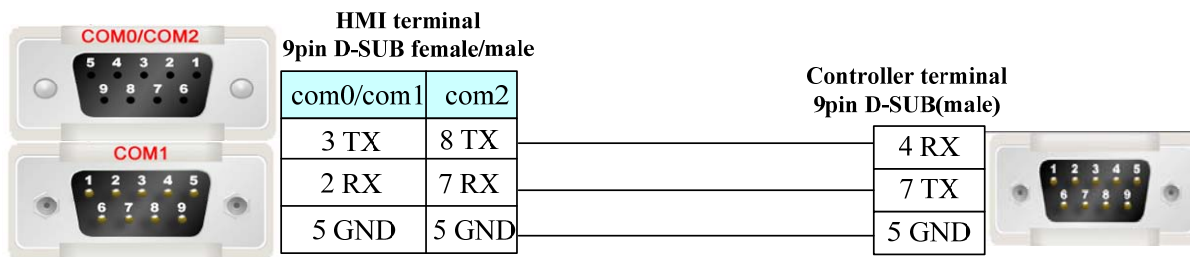 COM0/COM2
5 4 3 2 1
9 8 7 6
COM1
1 2 3 4 5
6 7 8 9
HMI terminal
9pin D-SUB female/male
com0/com1 com2
3 TX 8 TX
2 RX 7 RX
5 GND 5 GND
Controller terminal
9pin D-SUB(male)
4 RX
7 TX
5 GND
1 2 3 4 5
6 7 8 9